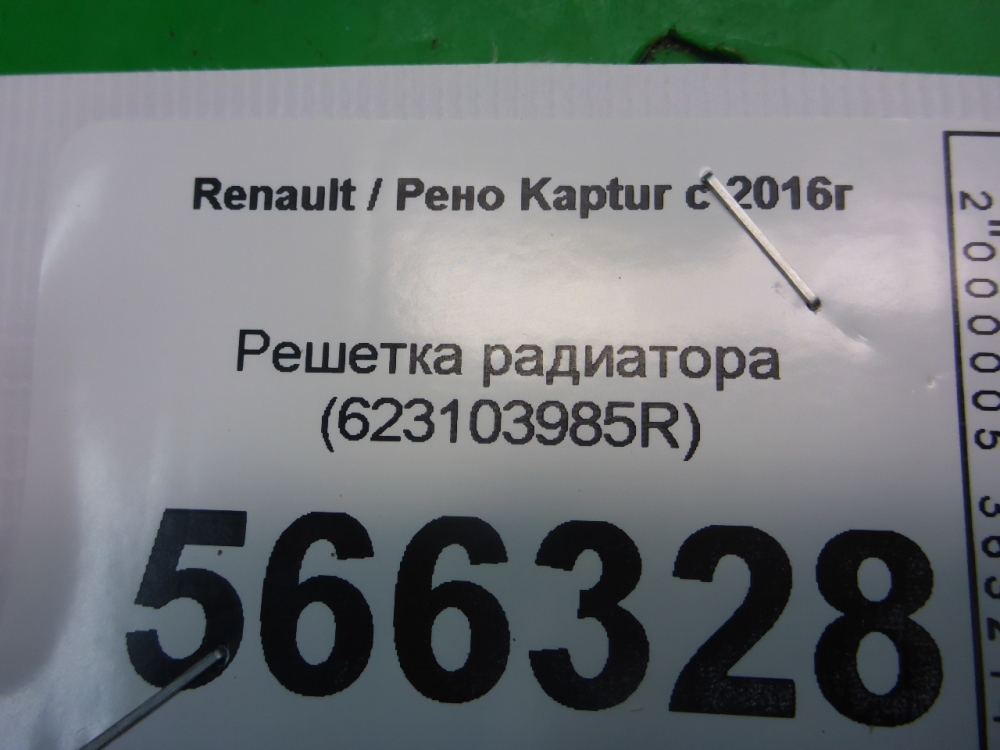 Renault / Рено Kaptur с 2016г
Решетка радиатора
(623103985R)
566328